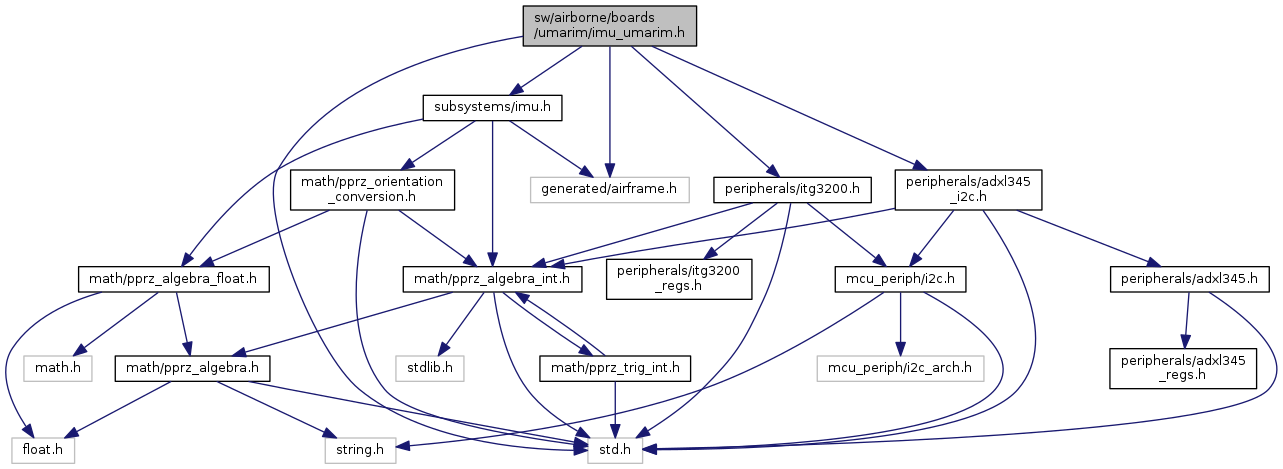 sw/airborne/boards
/umarim/imu_umarim.h
subsystems/imu.h
math/pprz_orientation
_conversion.h
generated/airframe.h
peripherals/itg3200.h
peripherals/adxl345
_i2c.h
math/pprz_algebra_float.h
math/pprz_algebra_int.h
peripherals/itg3200
_regs.h
mcu_periph/i2c.h
peripherals/adxl345.h
math.h
math/pprz_algebra.h
stdlib.h
math/pprz_trig_int.h
mcu_periph/i2c_arch.h
peripherals/adxl345
_regs.h
float.h
string.h
std.h